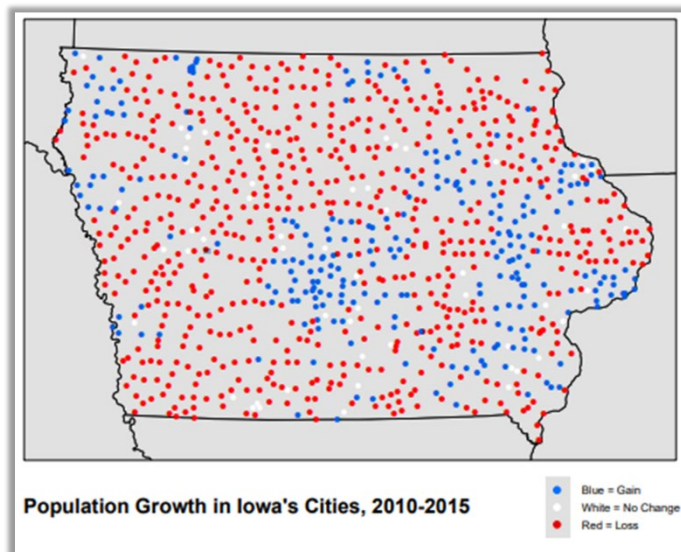 Population Growth in Iowa's Cities, 2010-2015
Blue = Gain
White = No Change
Red = Loss